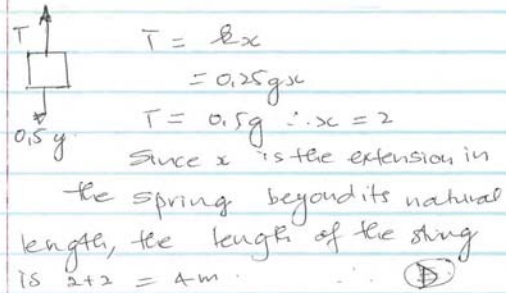 T
T = kx
= 0.25gx
0.5g
T = 0.5g ∴ x = 2
Since x is the extension in
the spring beyond its natural
length, the length of the string
is 2+2 = 4m. ∴ D